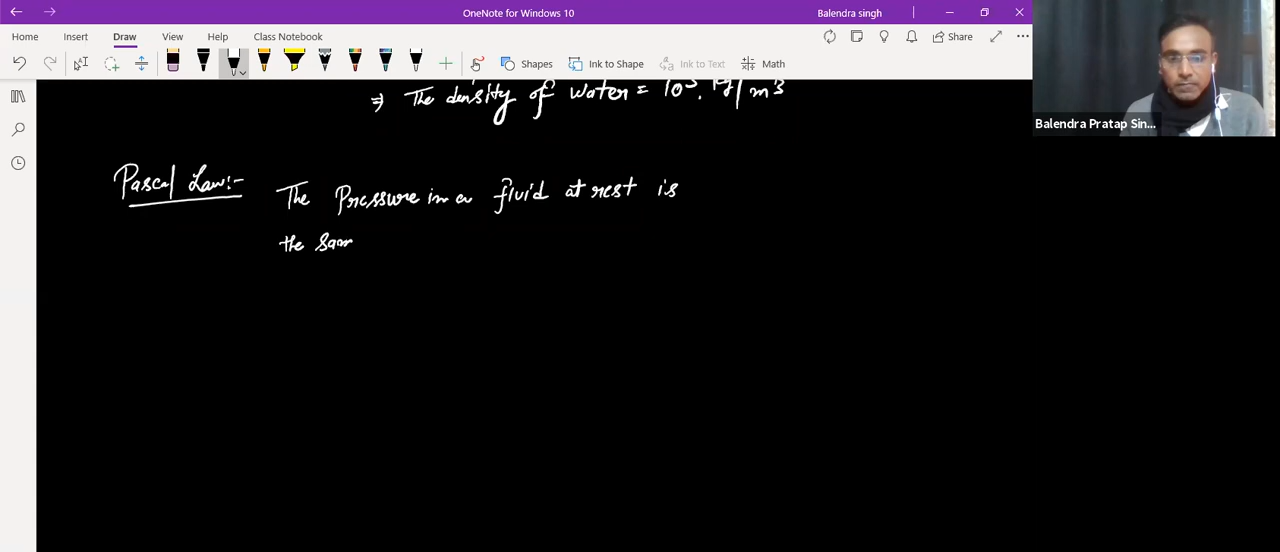 OneNote for Windows 10
Balendra singh
Home Insert Draw View Help Class Notebook
Share
Shapes Ink to Shape Ink to Text Math
Balendra Pratap Sin...
⇒ The density of water = 10³. Kg/m3
Pascal Law:- The Pressure in a fluid at rest is
the sam